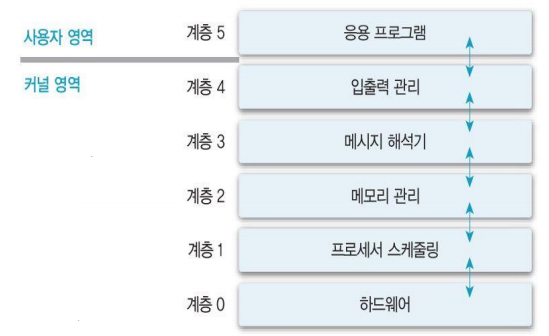 사용자 영역
계층 5
응용 프로그램
커널 영역
계층 4
입출력 관리
계층 3
메시지 해석기
계층 2
메모리 관리
계층 1
프로세서 스케줄링
계층 0
하드웨어